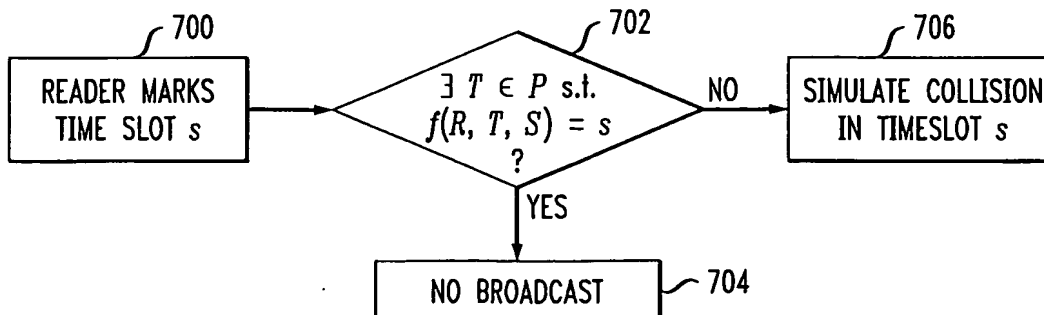 700
READER MARKS
TIME SLOT s
702
∃ T ∈ P s.t.
f(R, T, S) = s
?
NO
706
SIMULATE COLLISION
IN TIMESLOT s
YES
NO BROADCAST
704